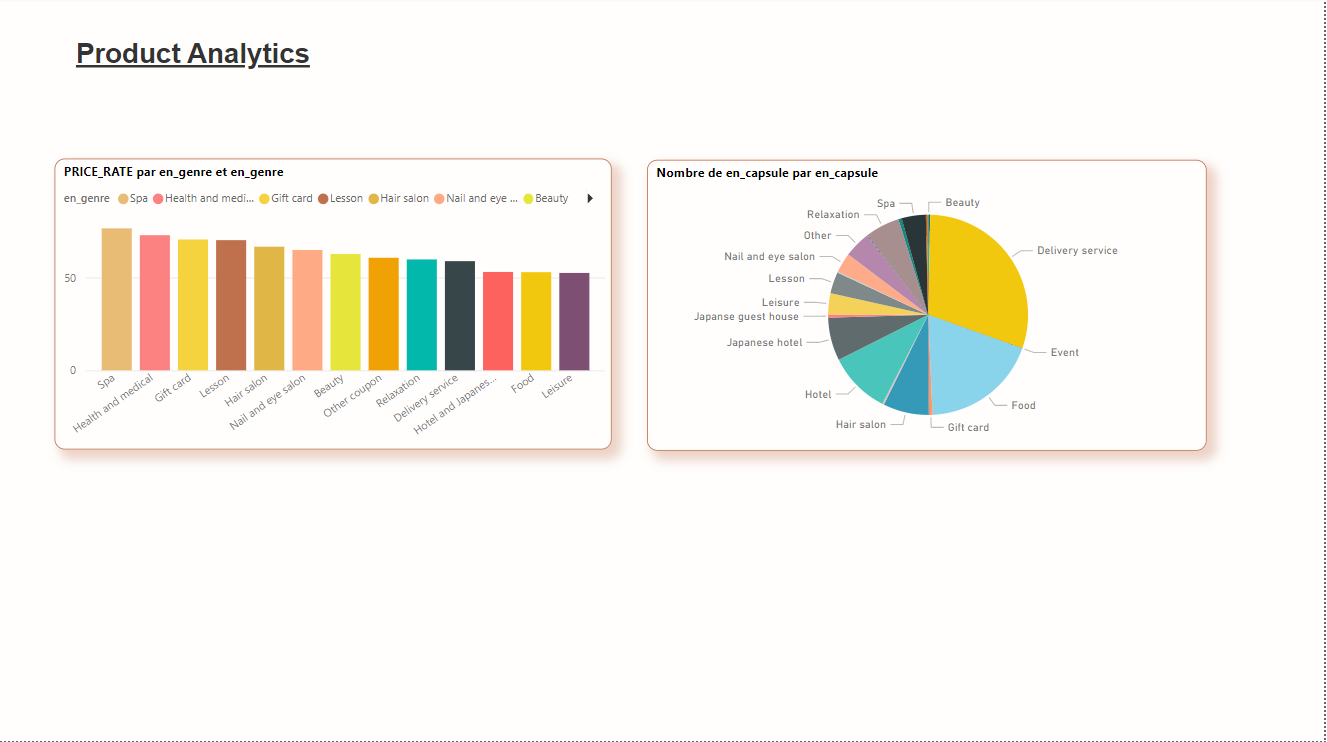 Product Analytics
PRICE_RATE par en_genre et en_genre
en_genre Spa Health and medi... Gift card Lesson Hair salon Nail and eye ... Beauty
50
0
Spa
Health and medical
Gift card
Lesson
Hair salon
Nail and eye salon
Beauty
Other coupon
Relaxation
Delivery service
Hotel and Japanes...
Food
Leisure
Nombre de en_capsule par en_capsule
Spa
Beauty
Relaxation
Other
Delivery service
Nail and eye salon
Lesson
Leisure
Japanse guest house
Japanese hotel
Event
Hotel
Food
Hair salon
Gift card